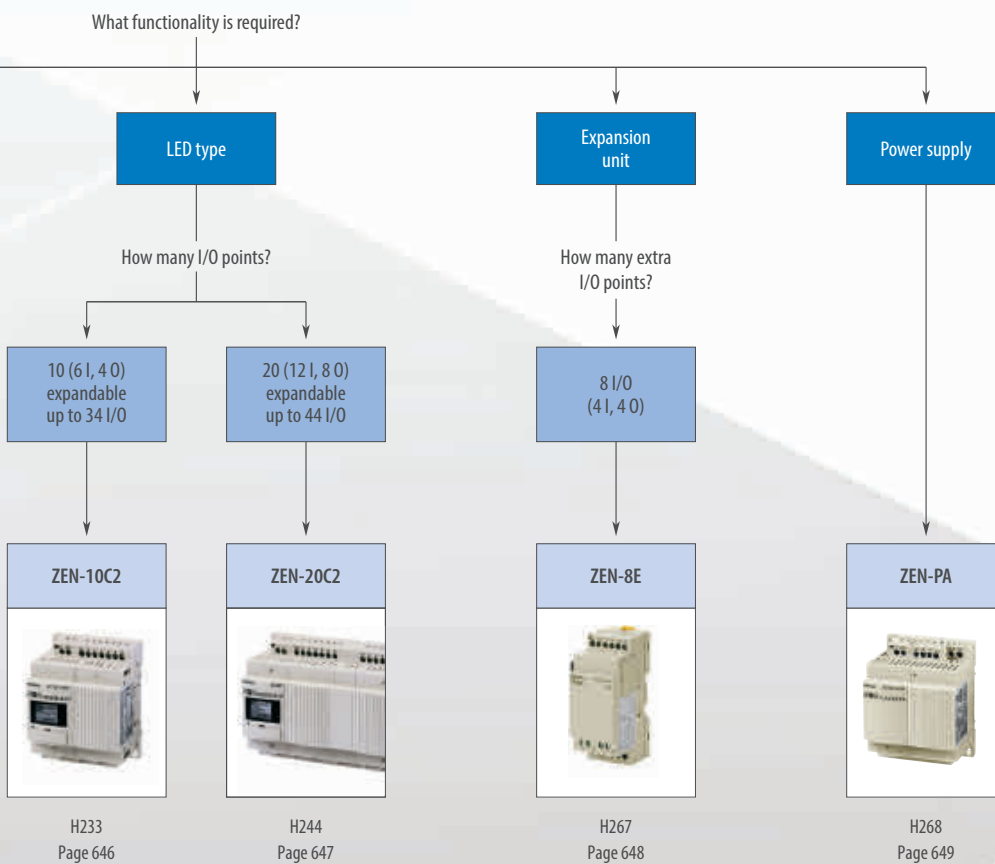 What functionality is required?
LED type
Expansion
unit
Power supply
How many I/O points?
How many extra
I/O points?
10 (6 I, 4 O)
expandable
up to 34 I/O
20 (12 I, 8 O)
expandable
up to 44 I/O
8 I/O
(4 I, 4 O)
ZEN-10C2
ZEN-20C2
ZEN-8E
ZEN-PA
H233
Page 646
H244
Page 647
H267
Page 648
H268
Page 649